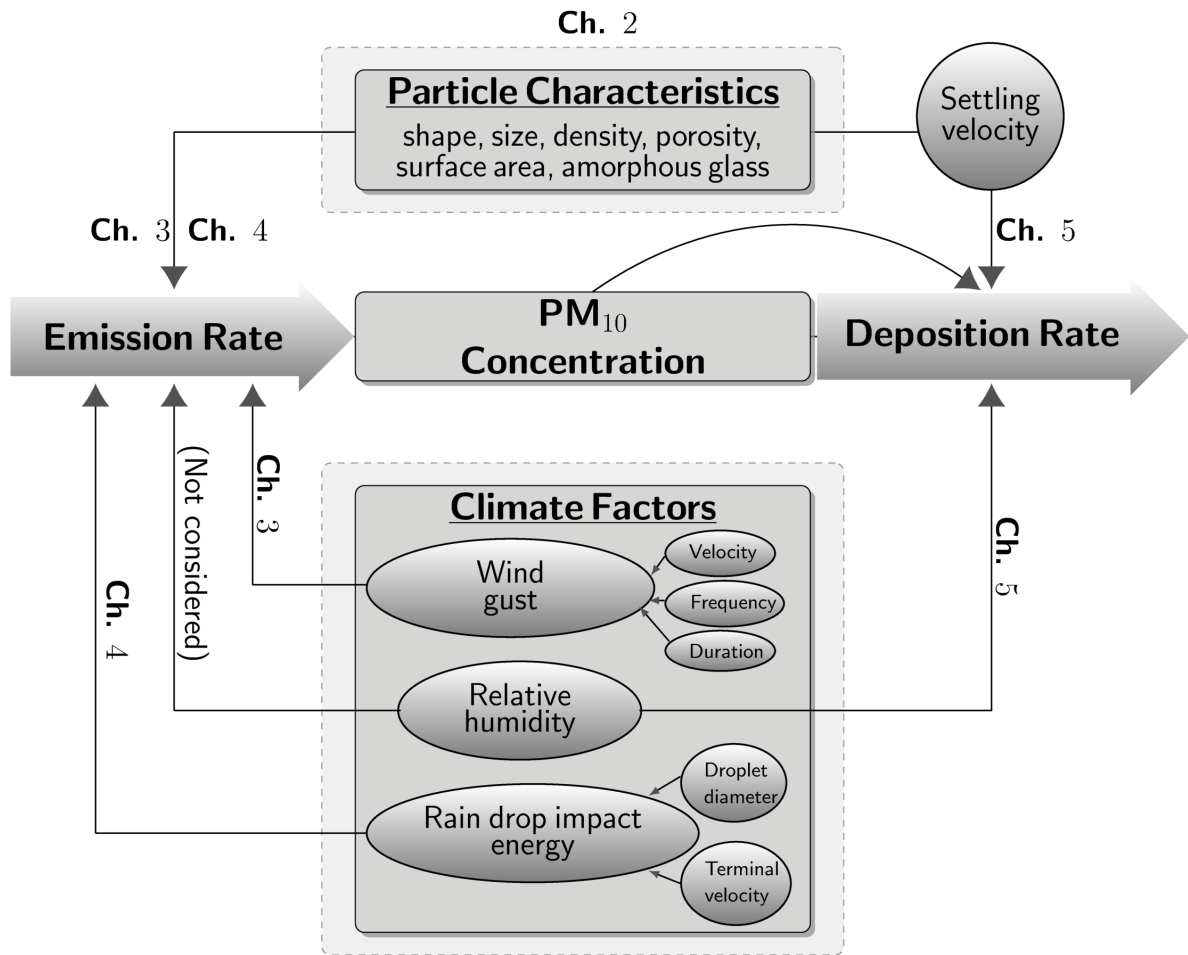 Ch. 2
Particle Characteristics
shape, size, density, porosity,
surface area, amorphous glass
Settling
velocity
Ch. 3 Ch. 4
Ch. 5
Emission Rate
PM10
Concentration
Deposition Rate
Ch. 4
(Not considered)
Ch. 3
Climate Factors
Wind
gust
Velocity
Frequency
Duration
Ch. 5
Relative
humidity
Rain drop impact
energy
Droplet
diameter
Terminal
velocity